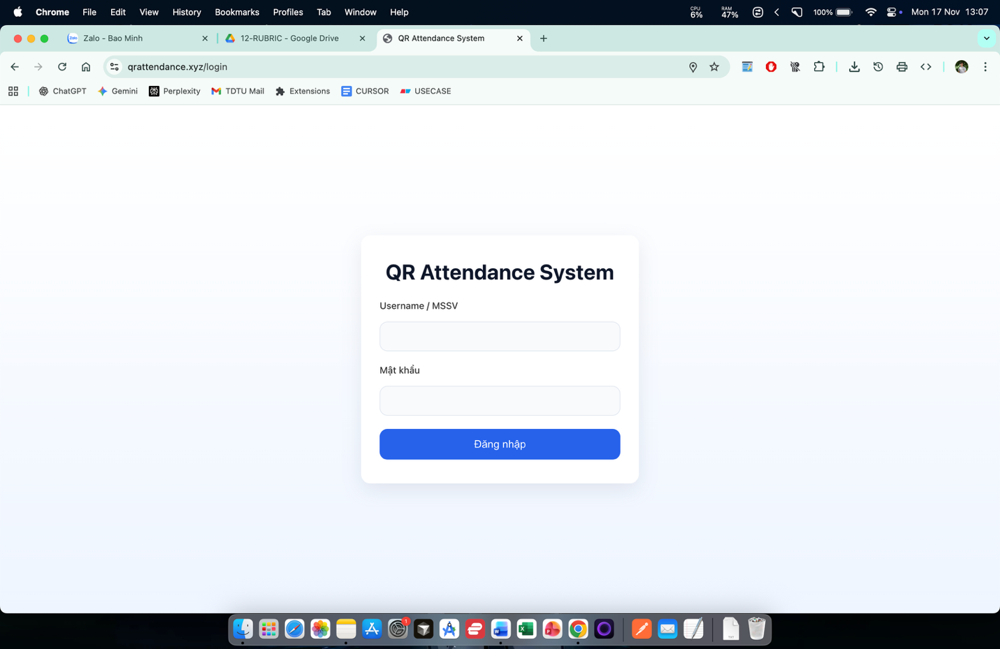 Chrome File Edit View History Bookmarks Profiles Tab Window Help CPU 6% RAM 47% 100% Mon 17 Nov 13:07
Zalo - Bao Minh 12-RUBRIC - Google Drive QR Attendance System
qrattendance.xyz/login
ChatGPT Gemini Perplexity TDTU Mail Extensions CURSOR USECASE
QR Attendance System
Username / MSSV
Mật khẩu
Đăng nhập
1
TXT